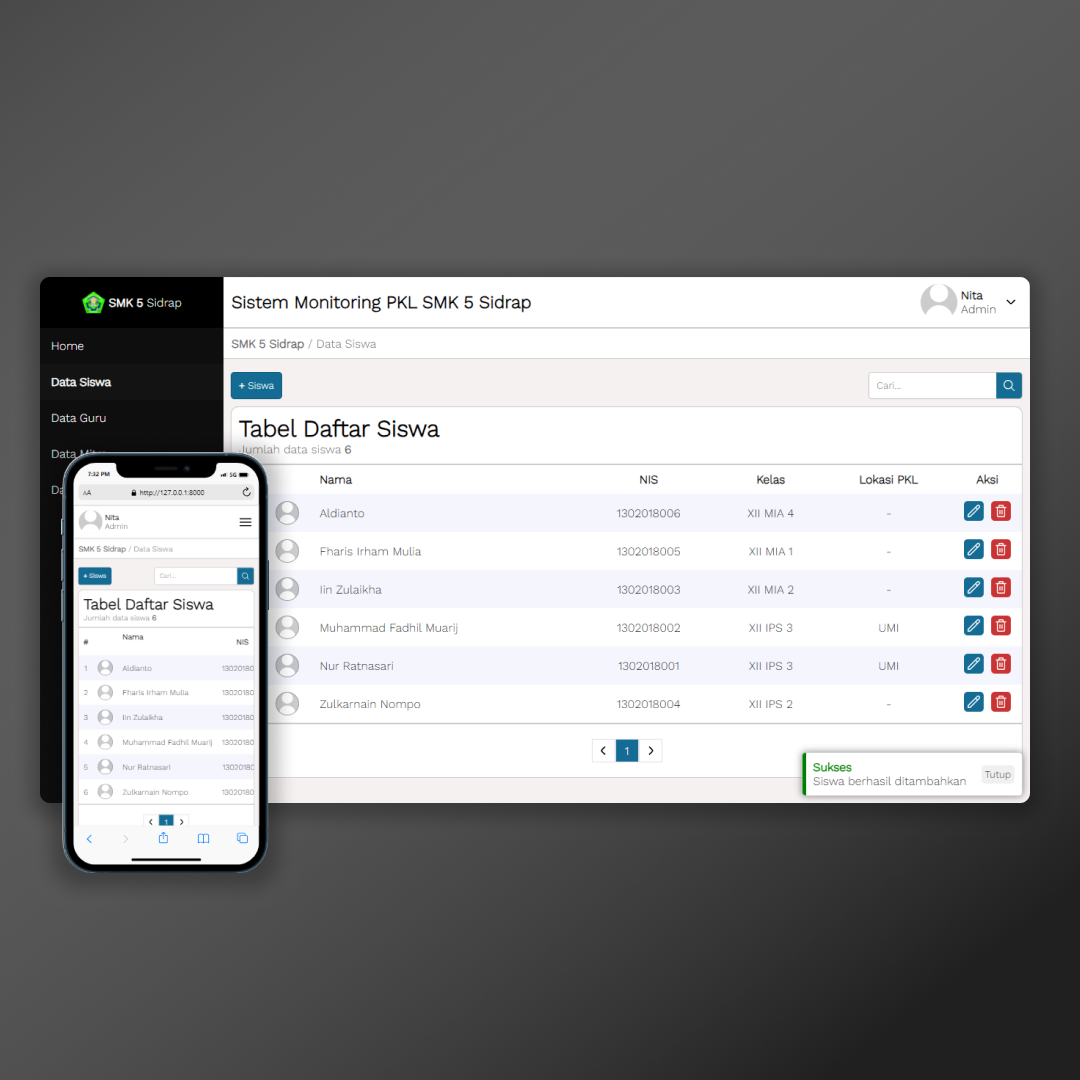 SMK 5 Sidrap
Sistem Monitoring PKL SMK 5 Sidrap
Nita
Admin
Home
Data Siswa
Data Guru
Data
SMK 5 Sidrap / Data Siswa
+ Siswa
Cari...
Tabel Daftar Siswa
Jumlah data siswa 6
Nama NIS Kelas Lokasi PKL Aksi
Aldianto 1302018006 XII MIA 4 -
Fharis Irham Mulia 1302018005 XII MIA 1 -
Iin Zulaikha 1302018003 XII MIA 2 -
Muhammad Fadhil Muarij 1302018002 XII IPS 3 UMI
Nur Ratnasari 1302018001 XII IPS 3 UMI
Zulkarnain Nompo 1302018004 XII IPS 2 -
1
Sukses
Siswa berhasil ditambahkan
Tutup
7:32 PM 5G
AA http://127.0.0.1:8000
Nita
Admin
SMK 5 Sidrap / Data Siswa
+ Siswa
Cari...
Tabel Daftar Siswa
Jumlah data siswa 6
# Nama NIS
1 Aldianto 13020180
2 Fharis Irham Mulia 13020180
3 Iin Zulaikha 13020180
4 Muhammad Fadhil Muarij 13020180
5 Nur Ratnasari 13020180
6 Zulkarnain Nompo 13020180
1